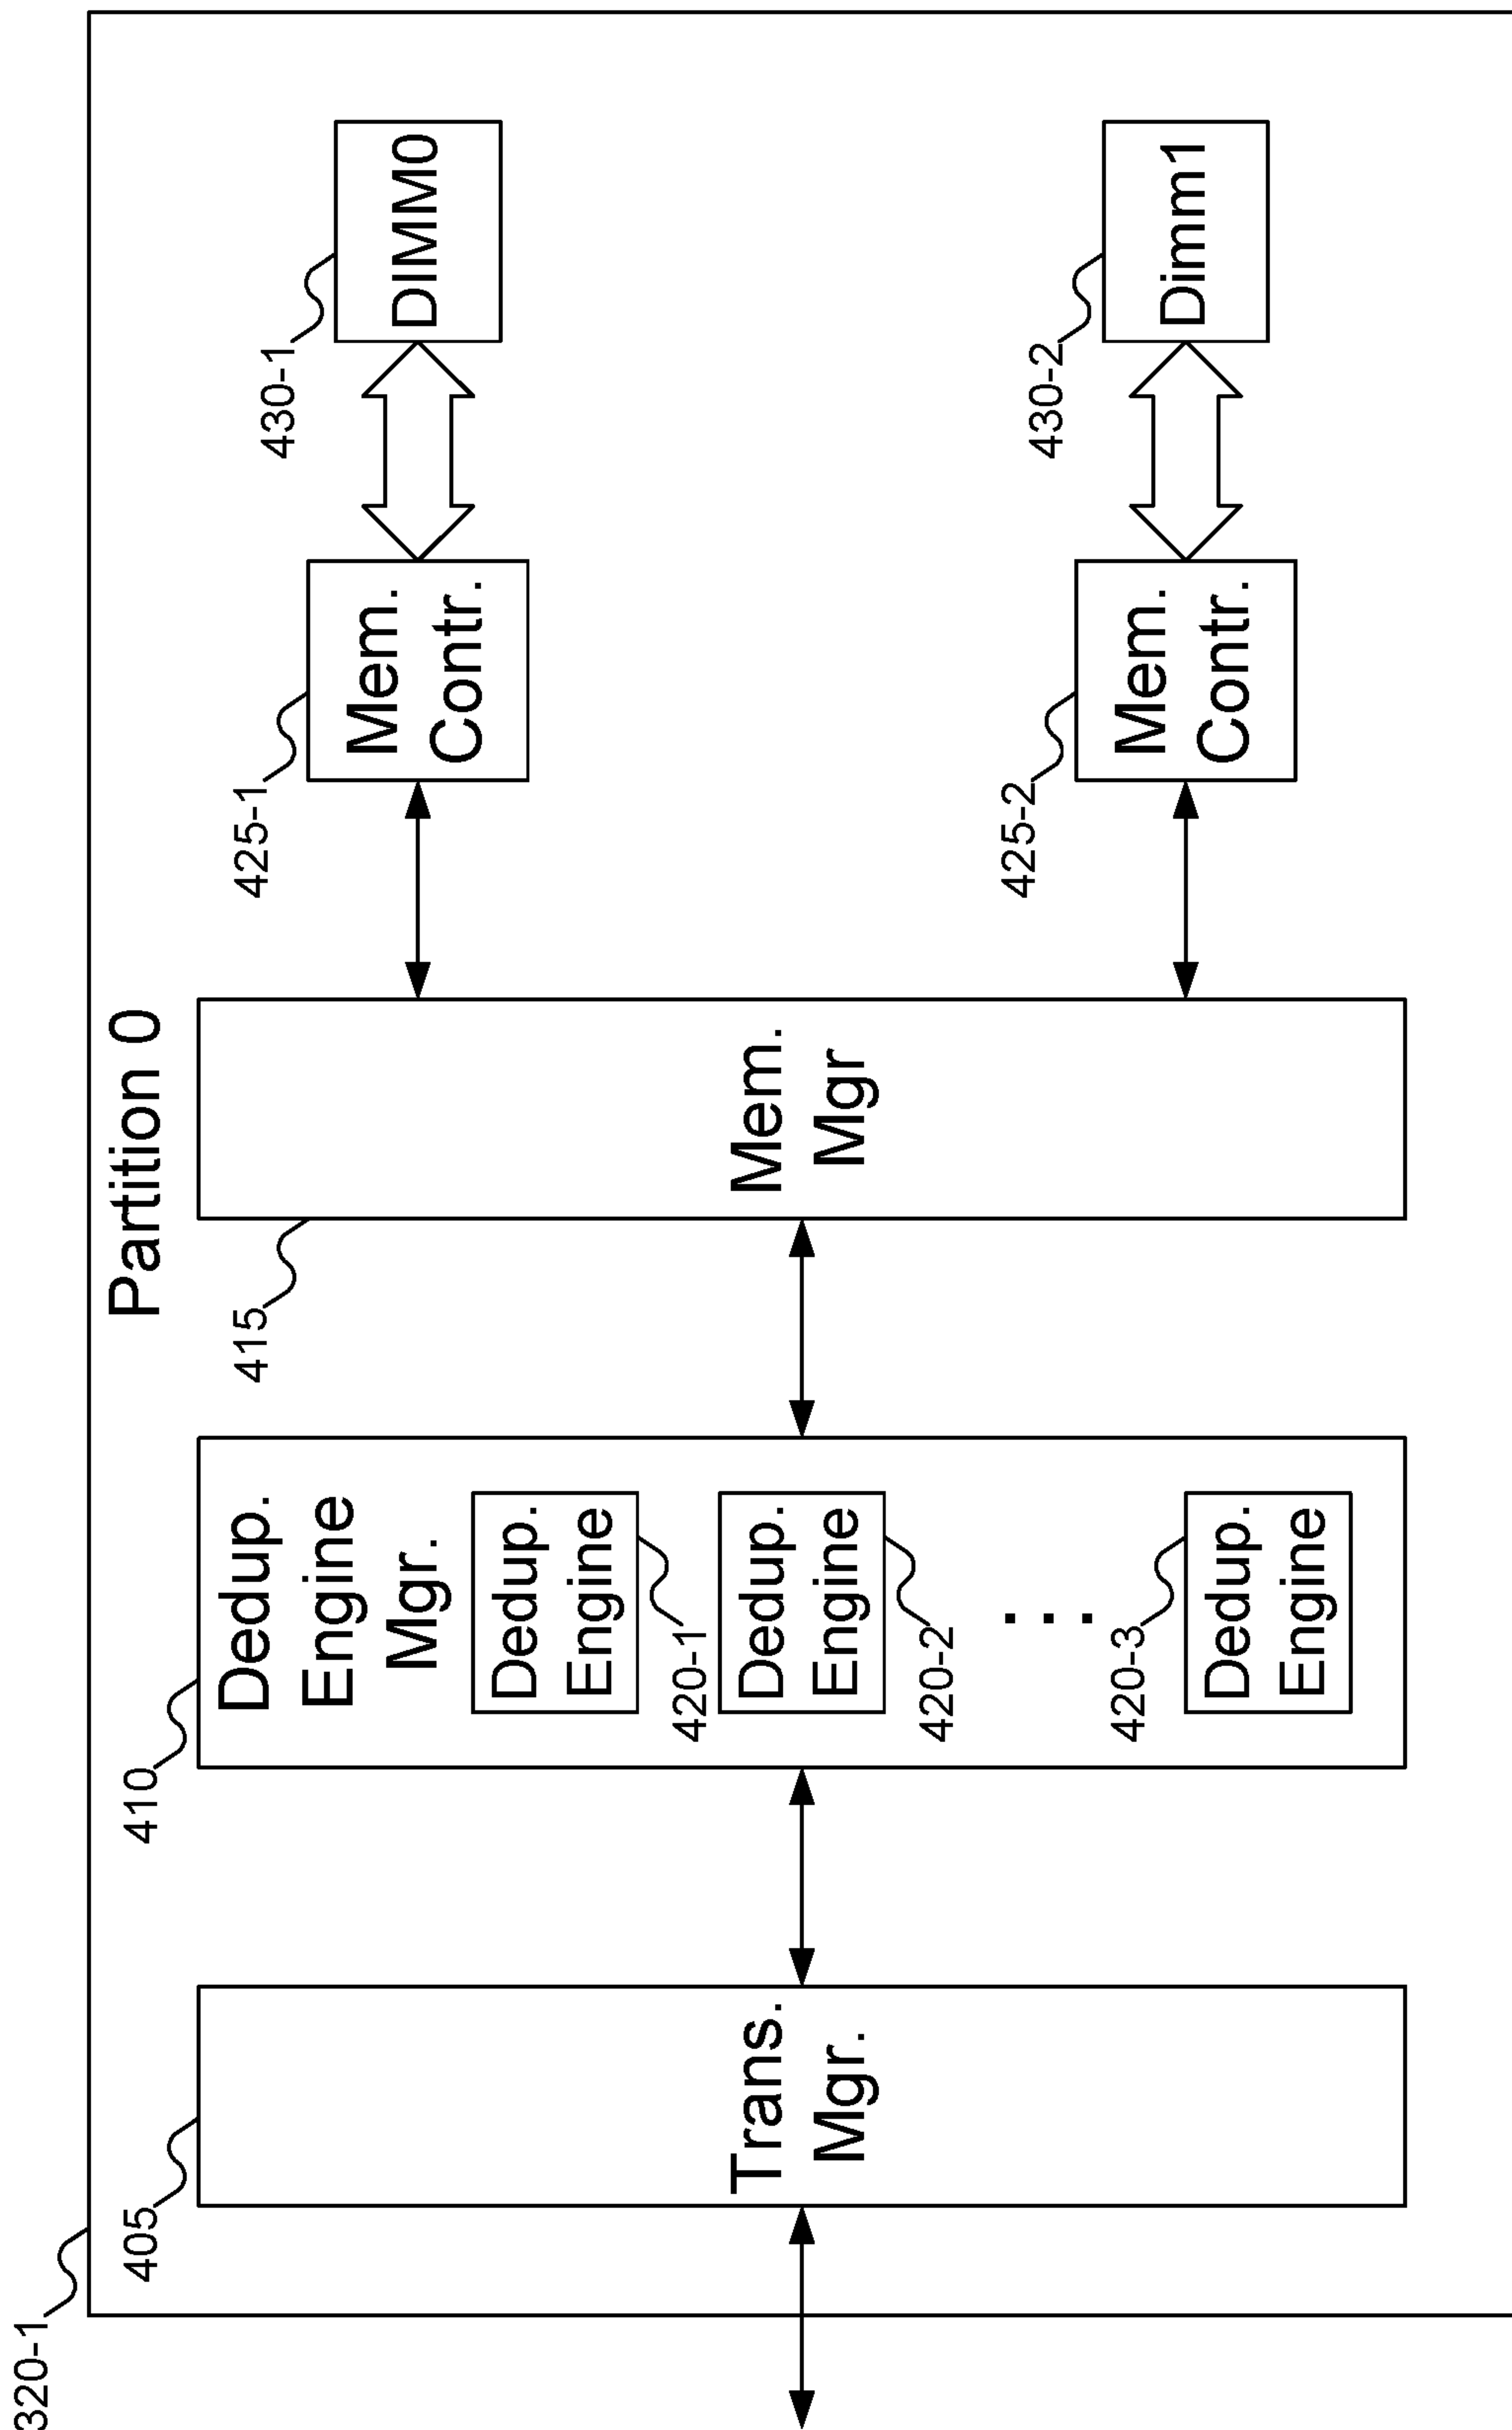 Partition 0
320-1
405
Trans.
Mgr.
410
Dedup.
Engine
Mgr.
Dedup.
Engine
420-1
Dedup.
Engine
420-2
...
420-3
Dedup.
Engine
415
Mem.
Mgr
425-1
Mem.
Contr.
430-1
DIMM0
425-2
Mem.
Contr.
430-2
Dimm1